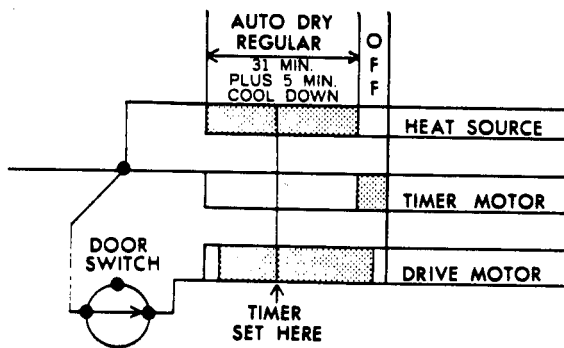 AUTO DRY
REGULAR
31 MIN.
PLUS 5 MIN.
COOL DOWN
OFF
HEAT SOURCE
TIMER MOTOR
DOOR
SWITCH
DRIVE MOTOR
TIMER
SET HERE